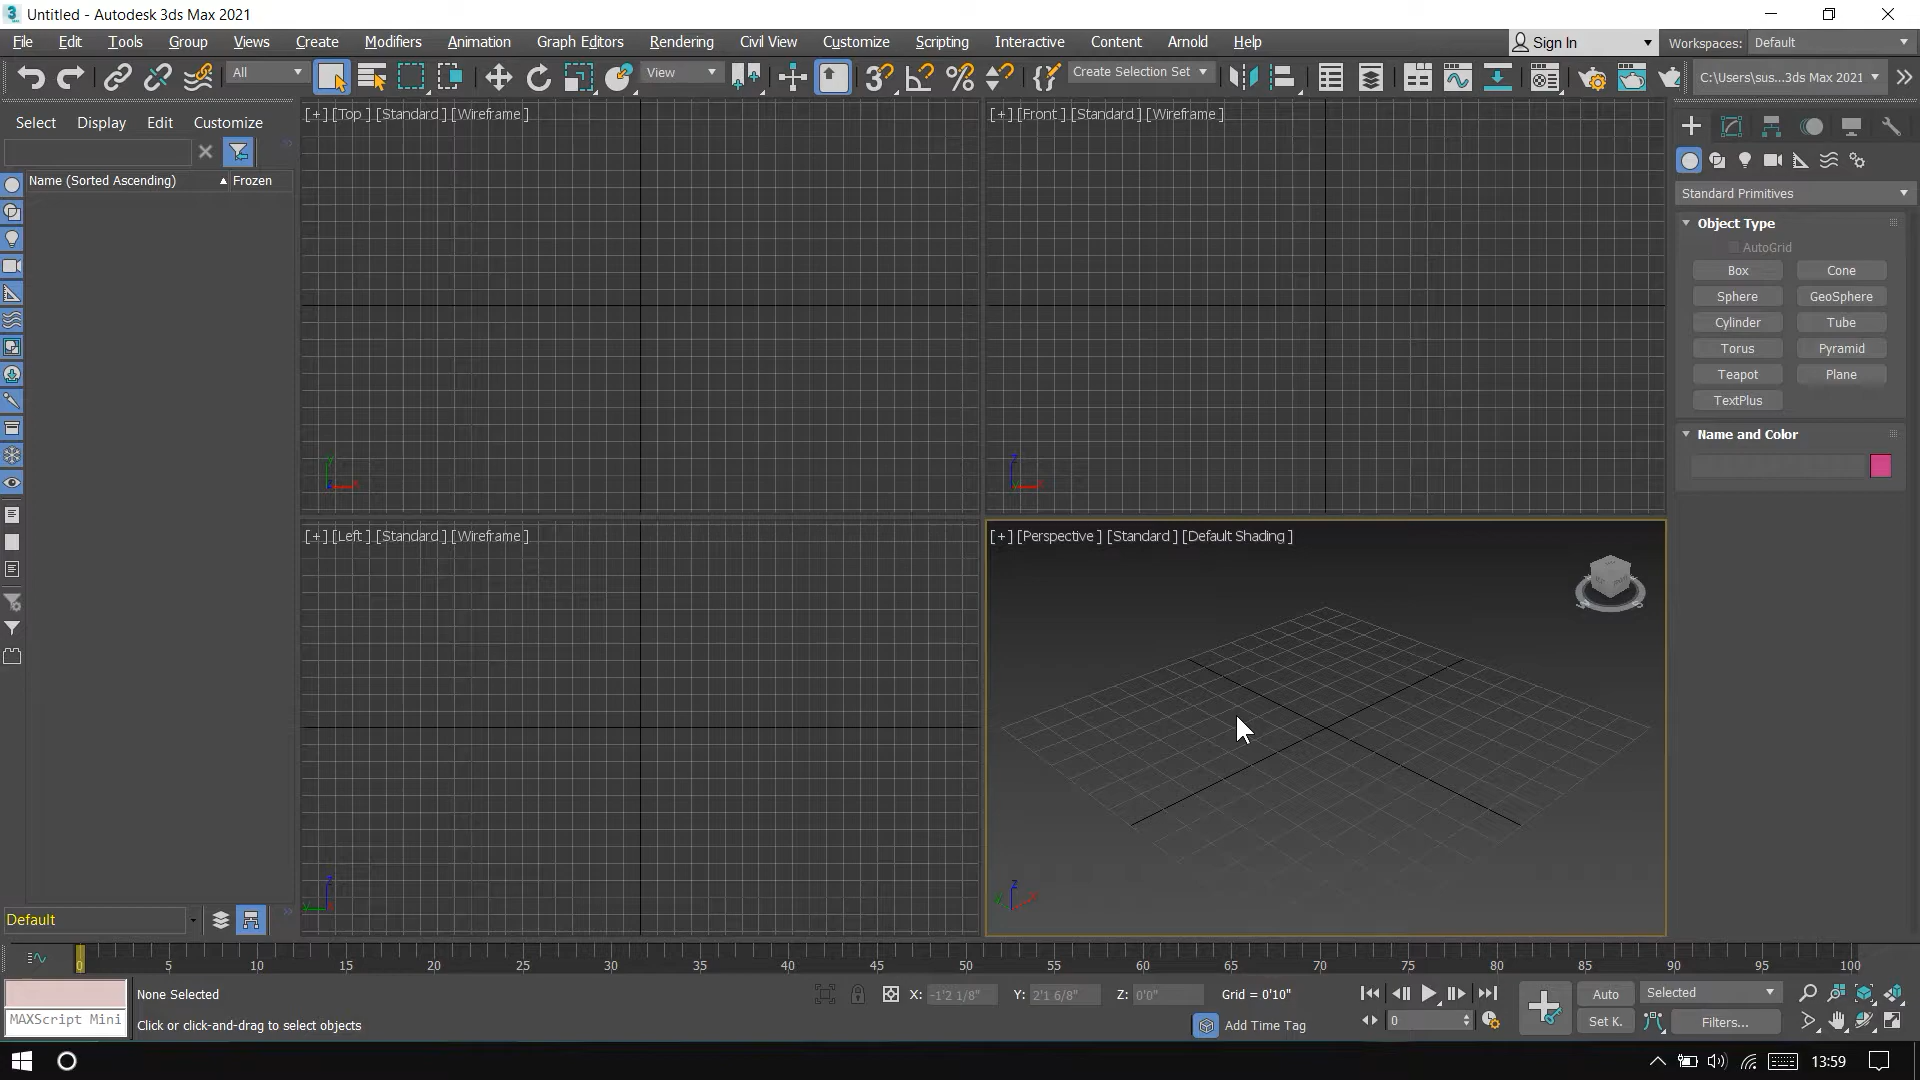 Untitled - Autodesk 3ds Max 2021
File Edit Tools Group Views Create Modifiers Animation Graph Editors Rendering Civil View Customize Scripting Interactive Content Arnold Help
Sign In
Workspaces: Default
All
View
Create Selection Set
C:\Users\sus...3ds Max 2021
Select Display Edit Customize
Name (Sorted Ascending) Frozen
[+] [Top ] [Standard ] [Wireframe ]
[+] [Front ] [Standard ] [Wireframe ]
[+] [Left ] [Standard ] [Wireframe ]
[+] [Perspective ] [Standard ] [Default Shading ]
Standard Primitives
Object Type
AutoGrid
Box Cone
Sphere GeoSphere
Cylinder Tube
Torus Pyramid
Teapot Plane
TextPlus
Name and Color
Default
0 5 10 15 20 25 30 35 40 45 50 55 60 65 70 75 80 85 90 95 100
None Selected
X: -1'2 1/8" Y: 2'1 6/8" Z: 0'0" Grid = 0'10"
Auto Selected
MAXScript Mini
Click or click-and-drag to select objects
Add Time Tag
0
Set K. Filters...
13:59